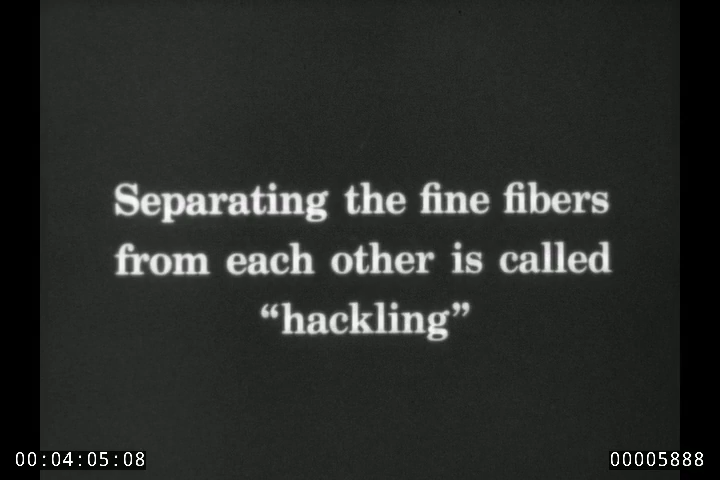 Separating the fine fibers
from each other is called
“hackling”
00:04:05:08 00005888